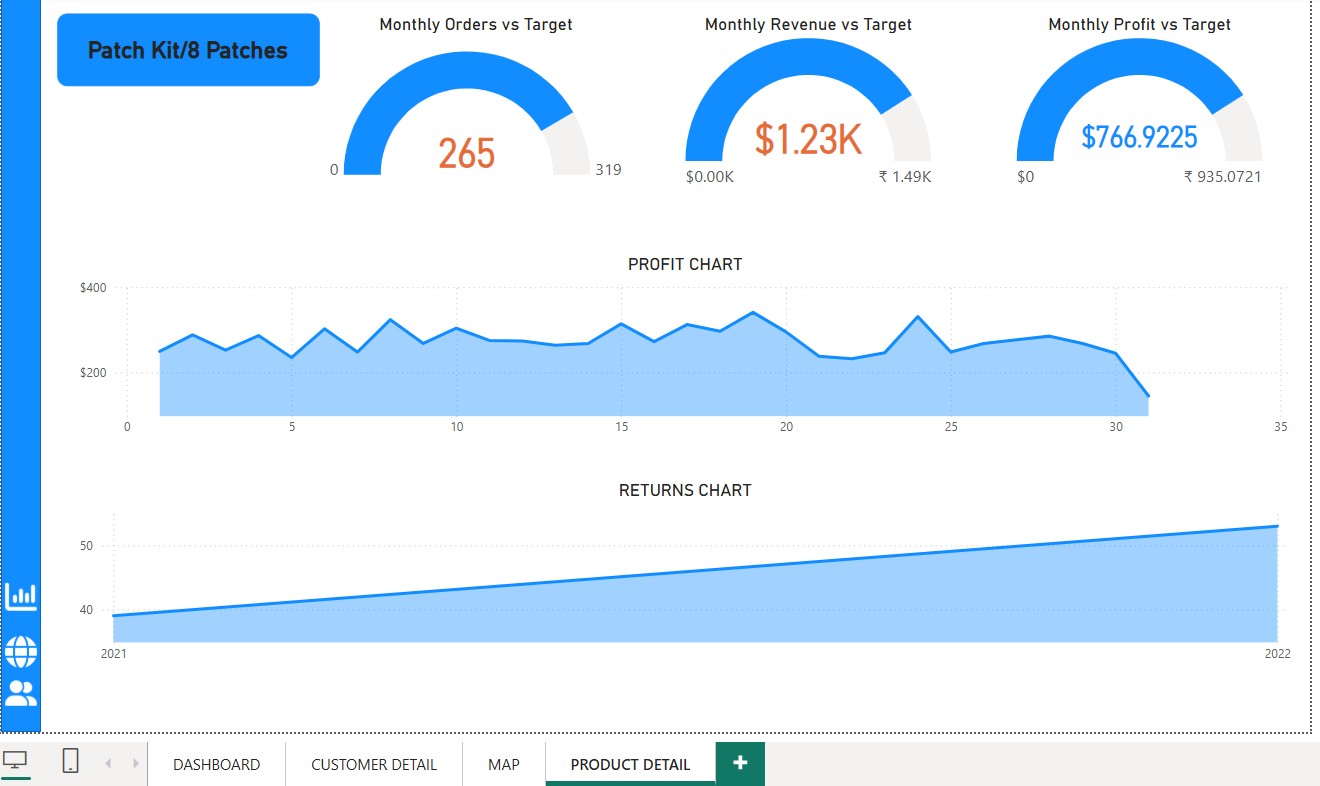 Patch Kit/8 Patches
Monthly Orders vs Target
265
0
319
Monthly Revenue vs Target
$1.23K
$0.00K
₹ 1.49K
Monthly Profit vs Target
$766.9225
$0
₹ 935.0721
PROFIT CHART
$400
$200
0 5 10 15 20 25 30 35
RETURNS CHART
50
40
2021 2022
DASHBOARD CUSTOMER DETAIL MAP PRODUCT DETAIL +